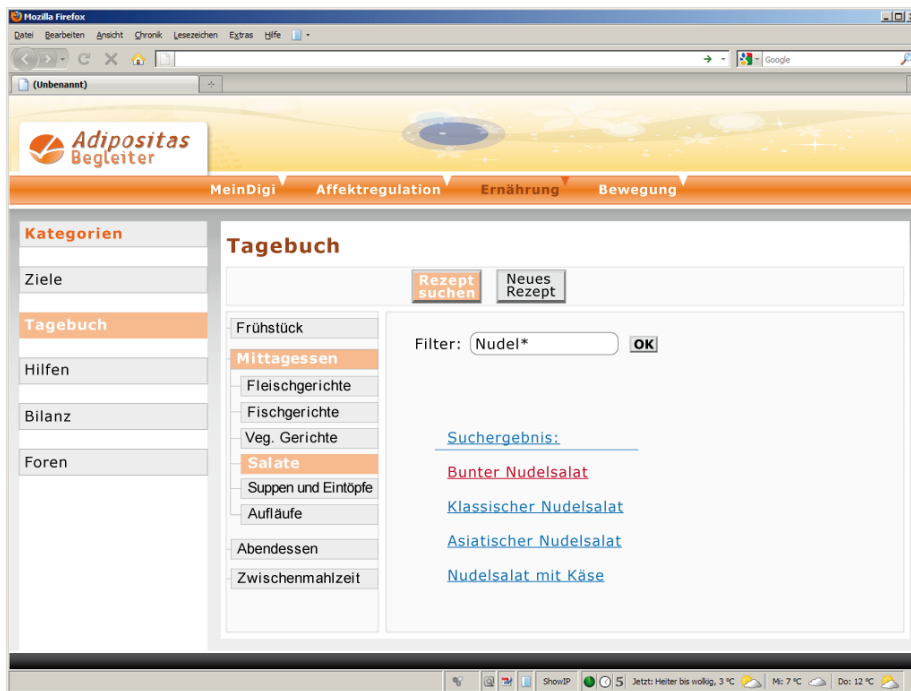 Mozilla Firefox
Datei Bearbeiten Ansicht Chronik Lesezeichen Extras Hilfe
Google
(Unbenannt)
Adipositas
Begleiter
MeinDigi Affektregulation Ernährung Bewegung
Kategorien
Ziele
Tagebuch
Hilfen
Bilanz
Foren
Tagebuch
Rezept
suchen
Neues
Rezept
Frühstück
Mittagessen
Fleischgerichte
Fischgerichte
Veg. Gerichte
Salate
Suppen und Eintöpfe
Aufläufe
Abendessen
Zwischenmahlzeit
Filter: Nudel* OK
Suchergebnis:
Bunter Nudelsalat
Klassischer Nudelsalat
Asiatischer Nudelsalat
Nudelsalat mit Käse
ShowIP 5 Jetzt: Heiter bis wolkig, 3 °C Mi: 7 °C Do: 12 °C